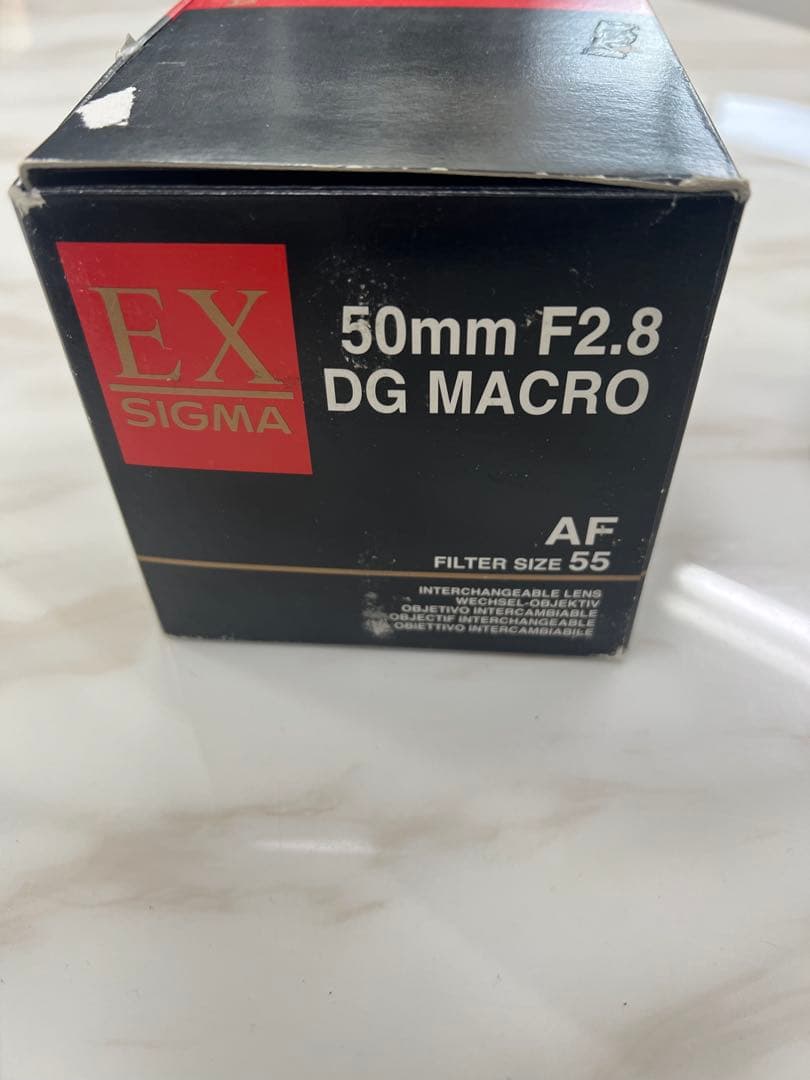 EX
SIGMA
50mm F2.8
DG MACRO
AF
FILTER SIZE 55
INTERCHANGEABLE LENS
WECHSEL-OBJEKTIV
OBJETIVO INTERCAMBIABLE
OBJECTIF INTERCHANGEABLE
OBIETTIVO INTERCAMBIABILE